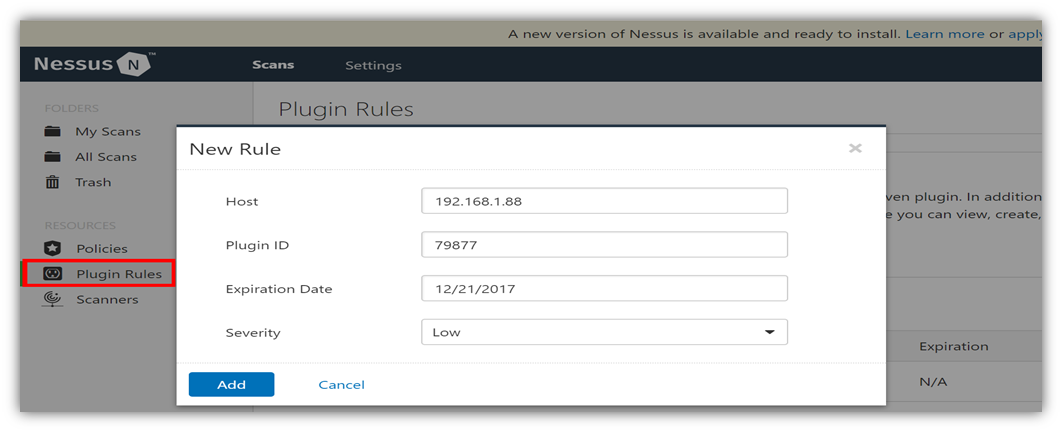 A new version of Nessus is available and ready to install. Learn more or apply
Nessus N ™
Scans Settings
FOLDERS
My Scans
All Scans
Trash
RESOURCES
Policies
Plugin Rules
Scanners
Plugin Rules
ven plugin. In addition
e you can view, create,
Expiration
N/A
New Rule
Host 192.168.1.88
Plugin ID 79877
Expiration Date 12/21/2017
Severity Low
Add Cancel